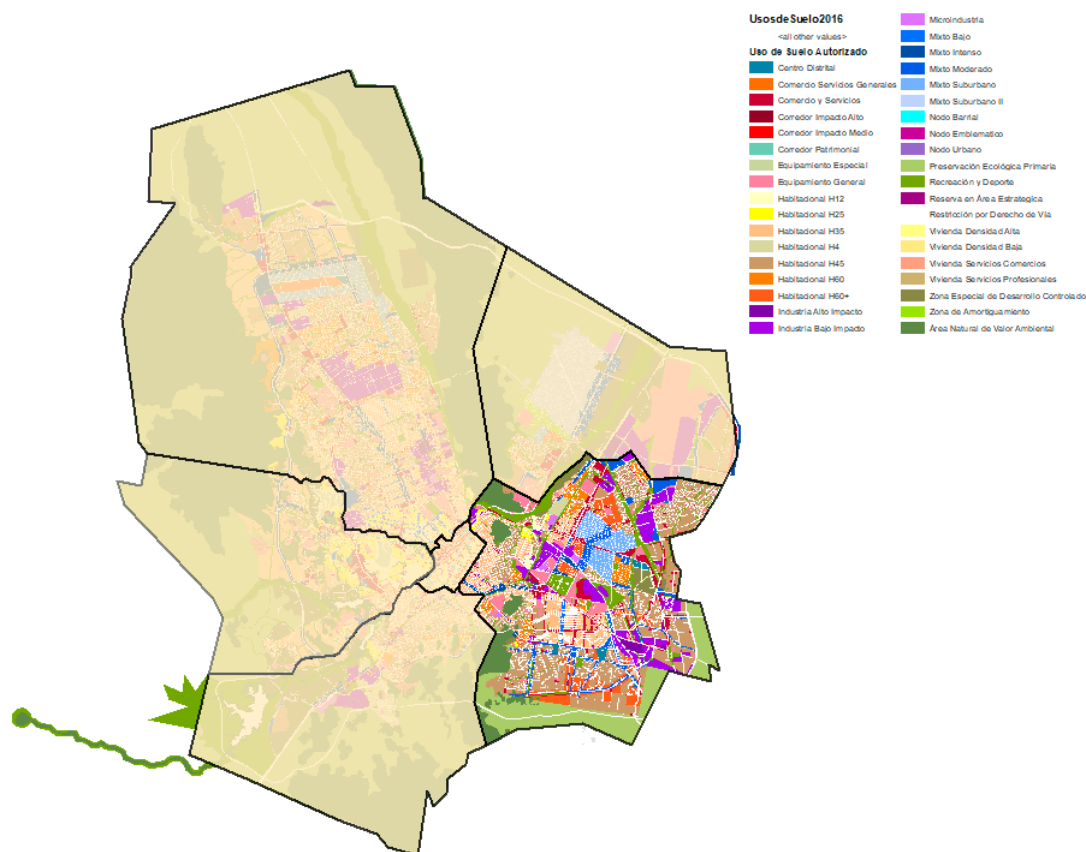 UsosdeSuelo2016
<all other values>
Uso de Suelo Autorizado
Centro Distrital
Comercio Servicios Generales
Comercio y Servicios
Corredor Impacto Alto
Corredor Impacto Medio
Corredor Patrimonial
Equipamiento Especial
Equipamiento General
Habitacional H12
Habitacional H25
Habitacional H35
Habitacional H4
Habitacional H45
Habitacional H60
Habitacional H60+
Industria Alto Impacto
Industria Bajo Impacto
Microindustria
Mixto Bajo
Mixto Intenso
Mixto Moderado
Mixto Suburbano
Mixto Suburbano II
Nodo Barrial
Nodo Emblematico
Nodo Urbano
Preservación Ecológica Primaria
Recreación y Deporte
Reserva en Área Estrategica
Restricción por Derecho de Vía
Vivienda Densidad Alta
Vivienda Densidad Baja
Vivienda Servicios Comercios
Vivienda Servicios Profesionales
Zona Especial de Desarrollo Controlado
Zona de Amortiguamiento
Área Natural de Valor Ambiental